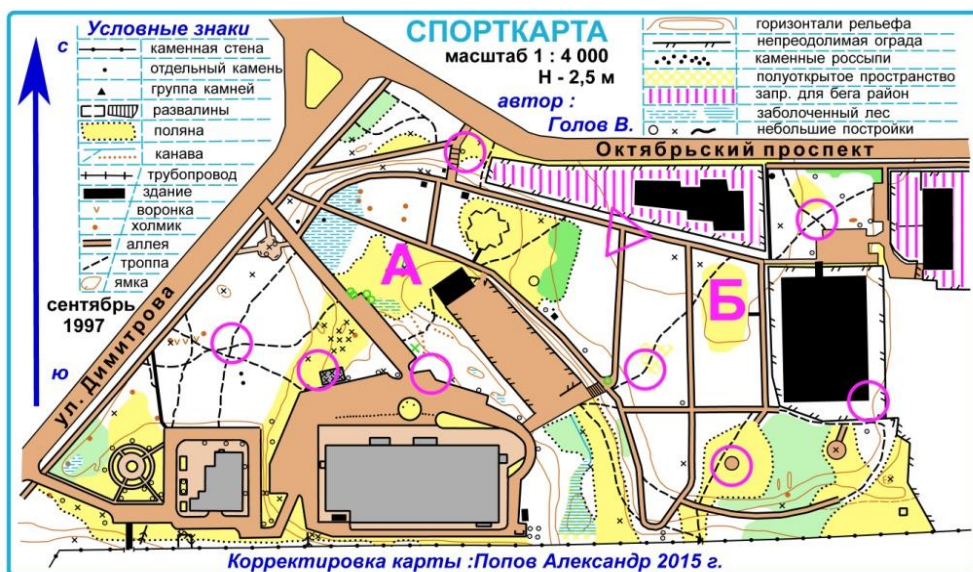 Условные знаки
каменная стена
отдельный камень
группа камней
развалины
поляна
канава
трубопровод
здание
воронка
холмик
аллея
троппа
ямка
с
ю
сентябрь
1997
СПОРТКАРТА
масштаб 1 : 4 000
Н - 2,5 м
автор :
Голов В.
горизонтали рельефа
непреодолимая ограда
каменные россыпи
полуоткрытое пространство
запр. для бега район
заболоченный лес
небольшие постройки
Октябрьский проспект
ул. Димитрова
А
Б
Корректировка карты :Попов Александр 2015 г.